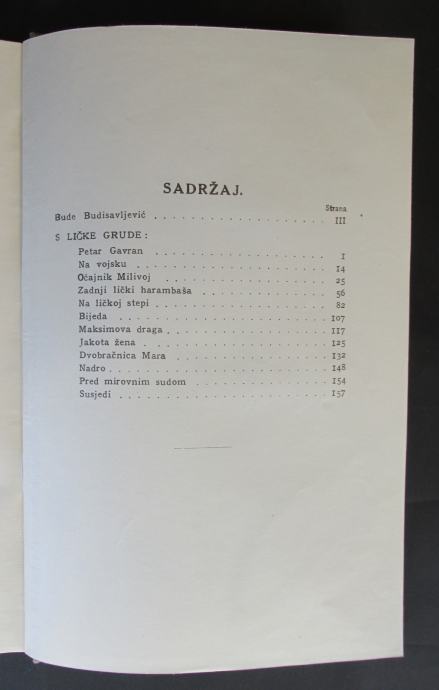 SADRŽAJ.
Strana
Bude Budisavljević . . . . . . . . . . . . . . . . . . . . III
S LIČKE GRUDE:
Petar Gavran . . . . . . . . . . . . . . . . . 1
Na vojsku . . . . . . . . . . . . . . . . . . 14
Očajnik Milivoj . . . . . . . . . . . . . . . . 25
Zadnji lički harambaša . . . . . . . . . . . . 56
Na ličkoj stepi . . . . . . . . . . . . . . . . 82
Bijeda . . . . . . . . . . . . . . . . . . . 107
Maksimova draga . . . . . . . . . . . . . . . 117
Jakota žena . . . . . . . . . . . . . . . . . 125
Dvobračnica Mara . . . . . . . . . . . . . . 132
Nadro . . . . . . . . . . . . . . . . . . . . 148
Pred mirovnim sudom . . . . . . . . . . . . 154
Susjedi . . . . . . . . . . . . . . . . . . . 157